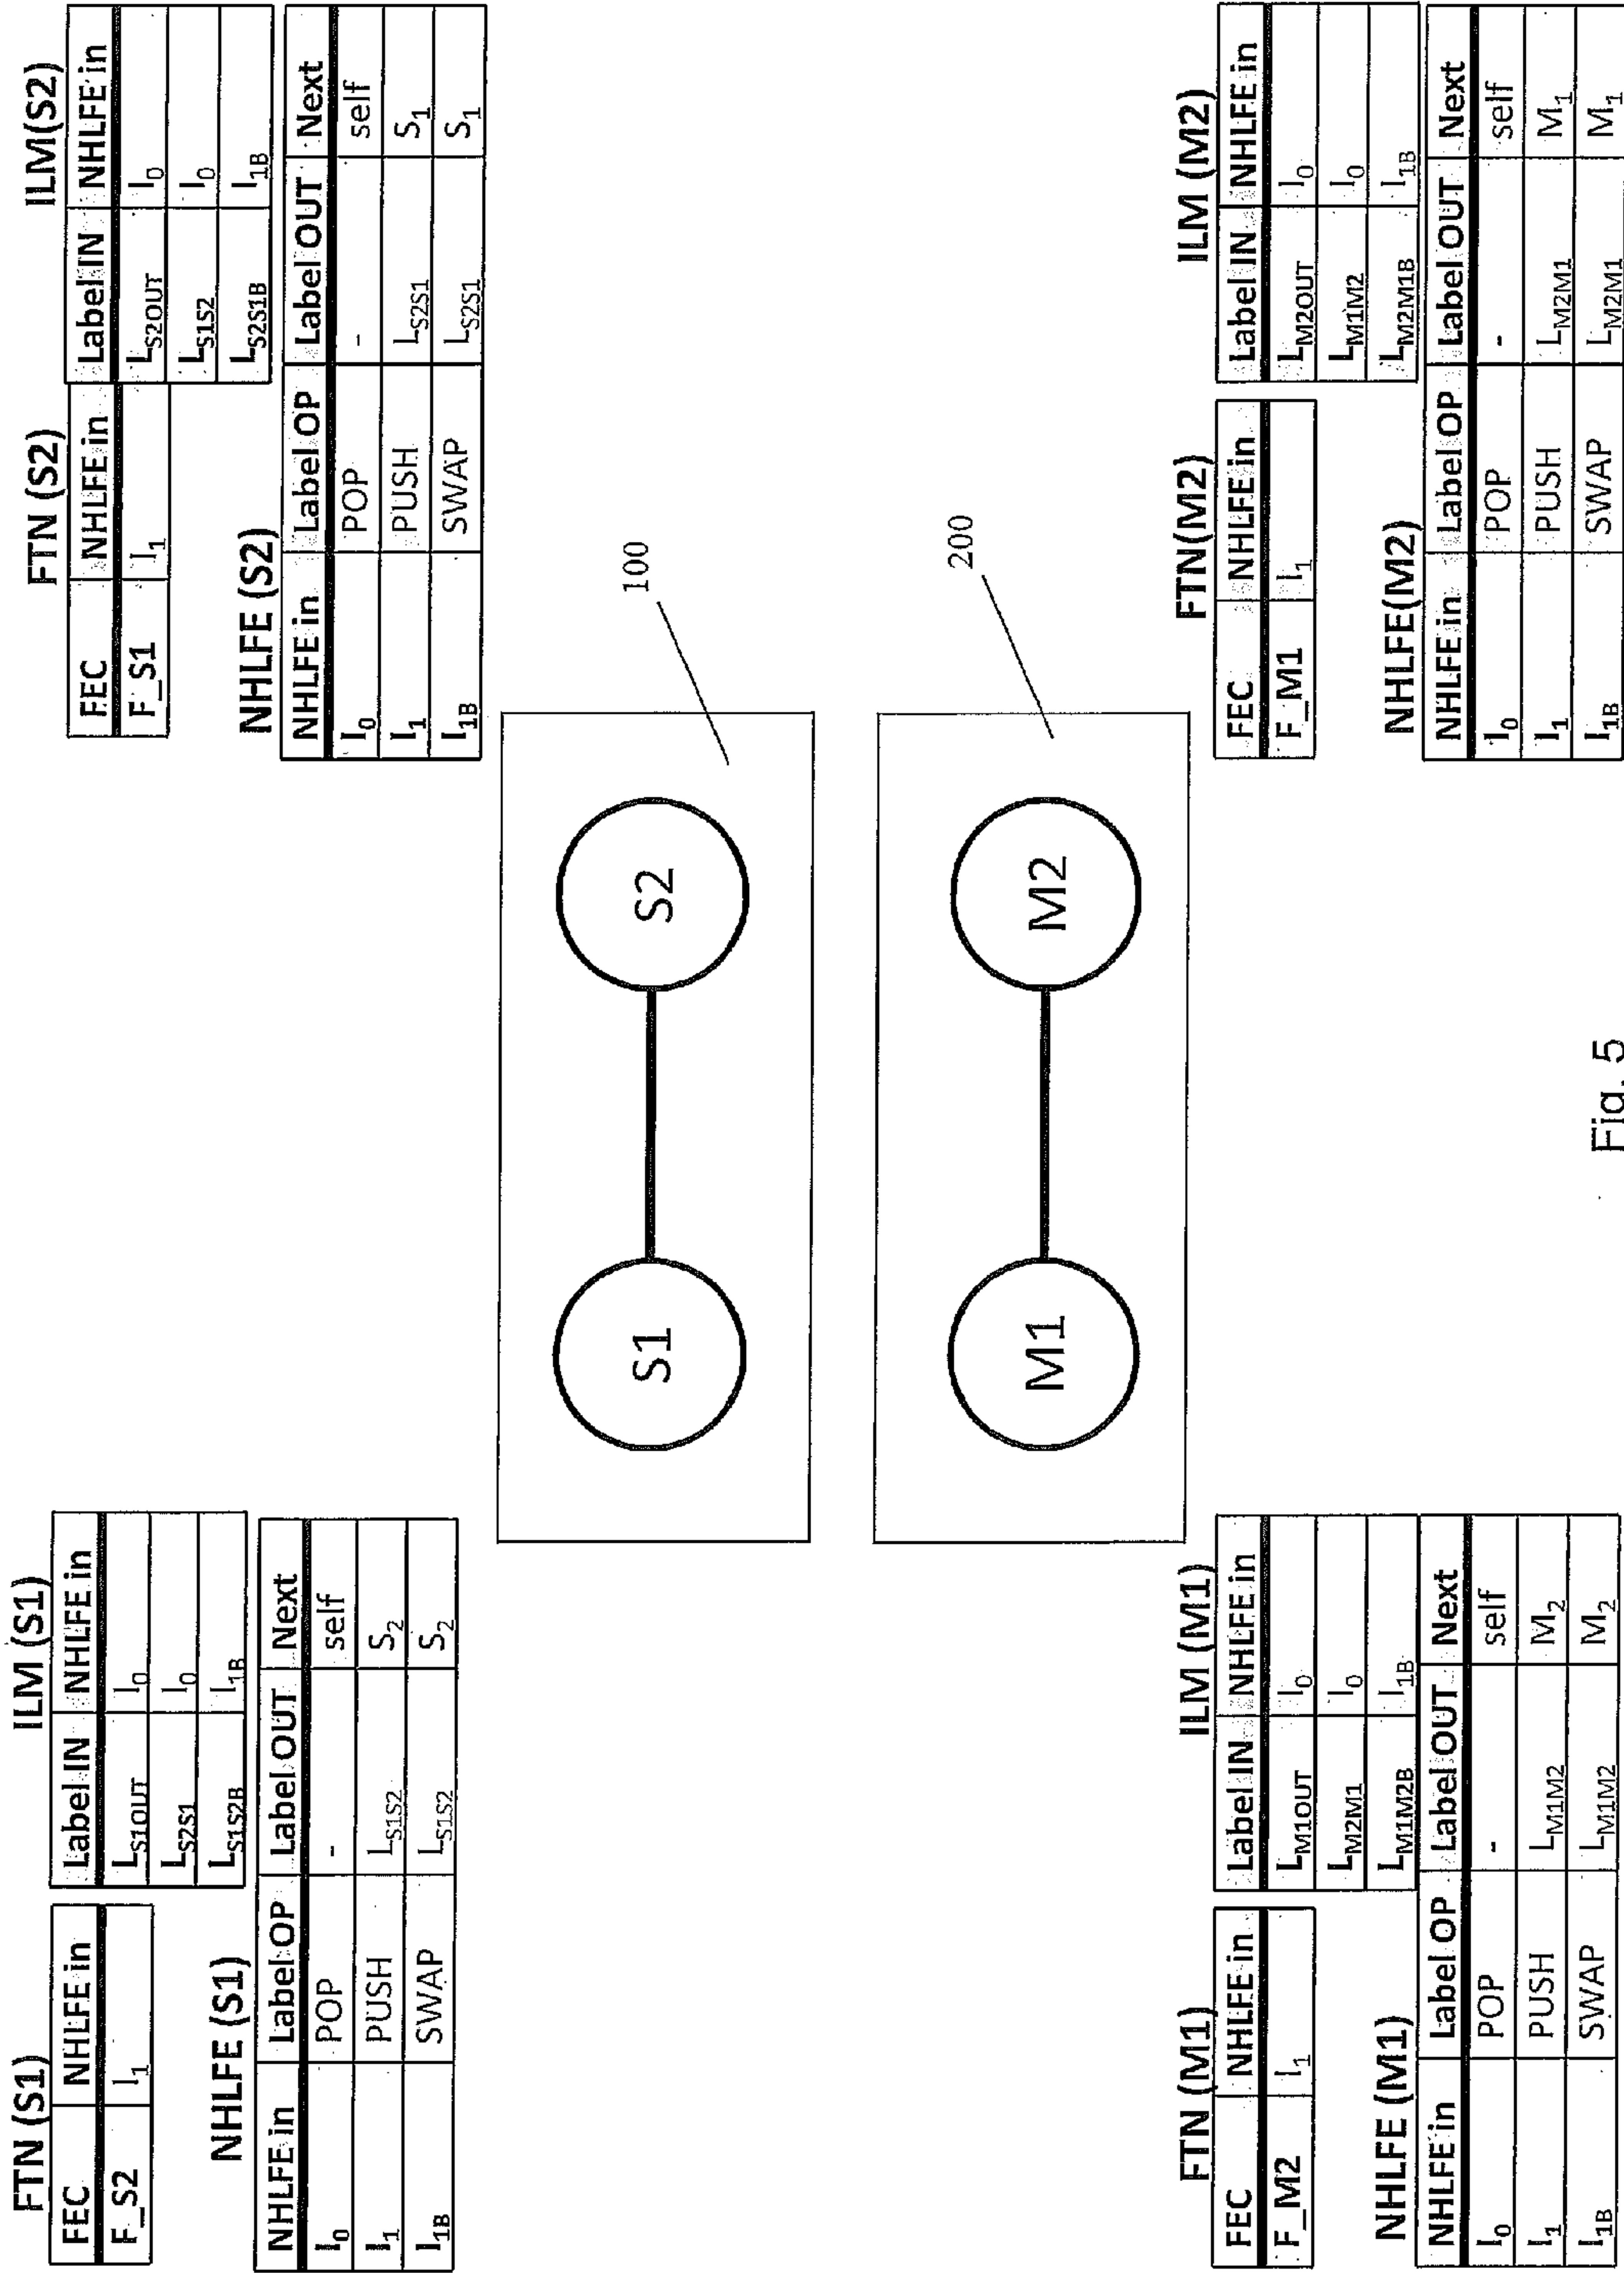 FTN (S1)
FEC NHLFE in
F_S2 I1
ILM (S1)
Label IN NHLFE in
LS1OUT I0
LS2S1 I0
LS1S2B I1B
NHLFE (S1)
NHLFE in Label OP Label OUT Next
I0 POP - self
I1 PUSH LS1S2 S2
I1B SWAP LS1S2 S2
FTN (S2)
FEC NHLFE in
F_S1 I1
ILM(S2)
Label IN NHLFE in
LS2OUT I0
LS1S2 I0
LS2S1B I1B
NHLFE (S2)
NHLFE in Label OP Label OUT Next
I0 POP - self
I1 PUSH LS2S1 S1
I1B SWAP LS2S1 S1
S1 S2
100
M1 M2
200
FTN (M1)
FEC NHLFE in
F_M2 I1
ILM (M1)
Label IN NHLFE in
LM1OUT I0
LM2M1 I0
LM1M2B I1B
NHLFE (M1)
NHLFE in Label OP Label OUT Next
I0 POP - self
I1 PUSH LM1M2 M2
I1B SWAP LM1M2 M2
FTN(M2)
FEC NHLFE in
F_M1 I1
ILM (M2)
Label IN NHLFE in
LM2OUT I0
LM1M2 I0
LM2M1B I1B
NHLFE(M2)
NHLFE in Label OP Label OUT Next
I0 POP - self
I1 PUSH LM2M1 M1
I1B SWAP LM2M1 M1
Fig. 5